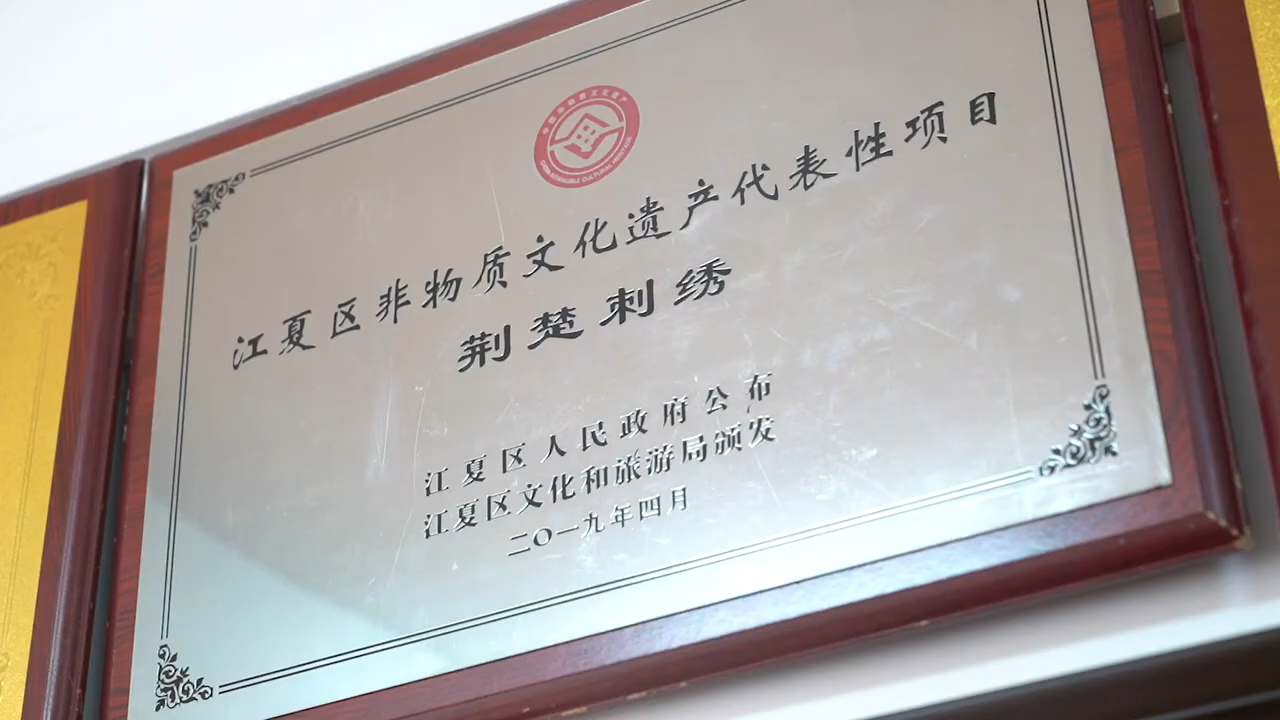 江夏区非物质文化遗产代表性项目
荆楚刺绣
江夏区人民政府公布
江夏区文化和旅游局颁发
二〇一九年四月